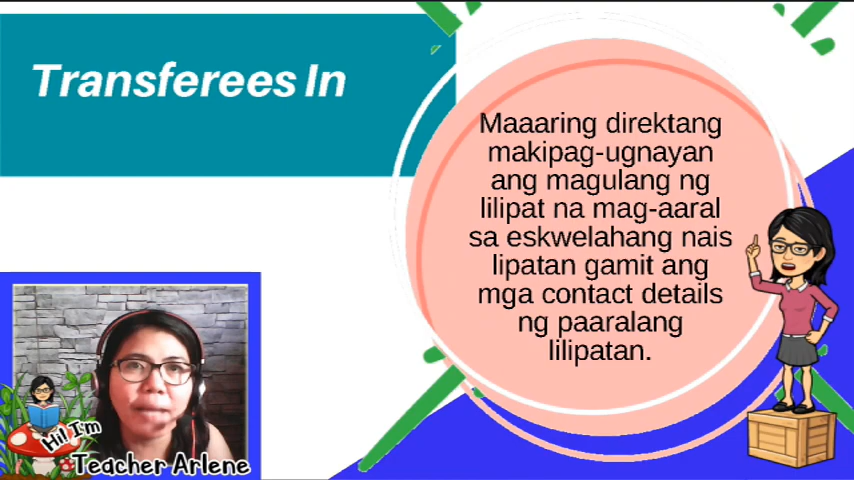 Transferees In
Maaaring direktang
makipag-ugnayan
ang magulang ng
lilipat na mag-aaral
sa eskwelahang nais
lipatan gamit ang
mga contact details
ng paaralang
lilipatan.
Hi! I'm
Teacher Arlene